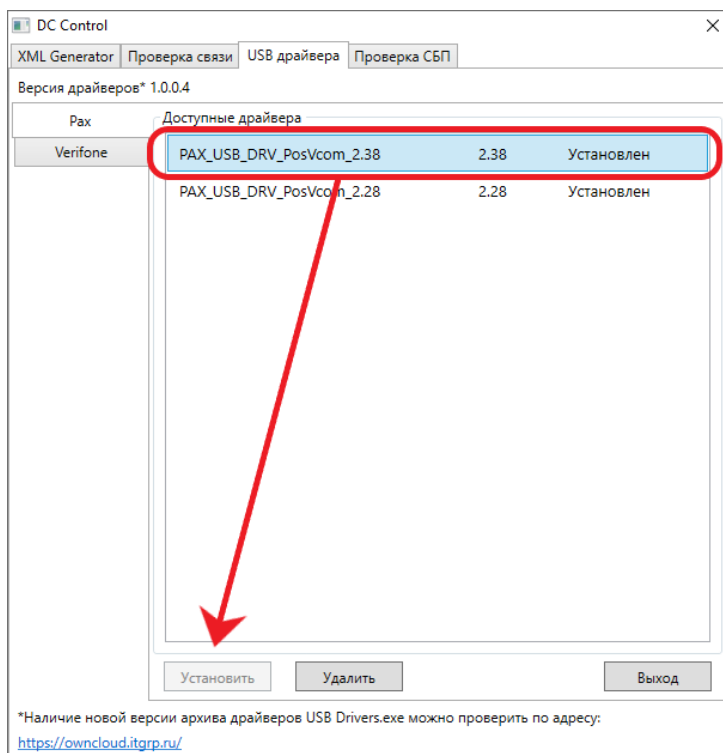 DC Control
XML Generator Проверка связи USB драйвера Проверка СБП
Версия драйверов* 1.0.0.4
Pax
Verifone
Доступные драйвера
PAX_USB_DRV_PosVcom_2.38 2.38 Установлен
PAX_USB_DRV_PosVcom_2.28 2.28 Установлен
Установить Удалить Выход
*Наличие новой версии архива драйверов USB Drivers.exe можно проверить по адресу:
https://owncloud.itgrp.ru/